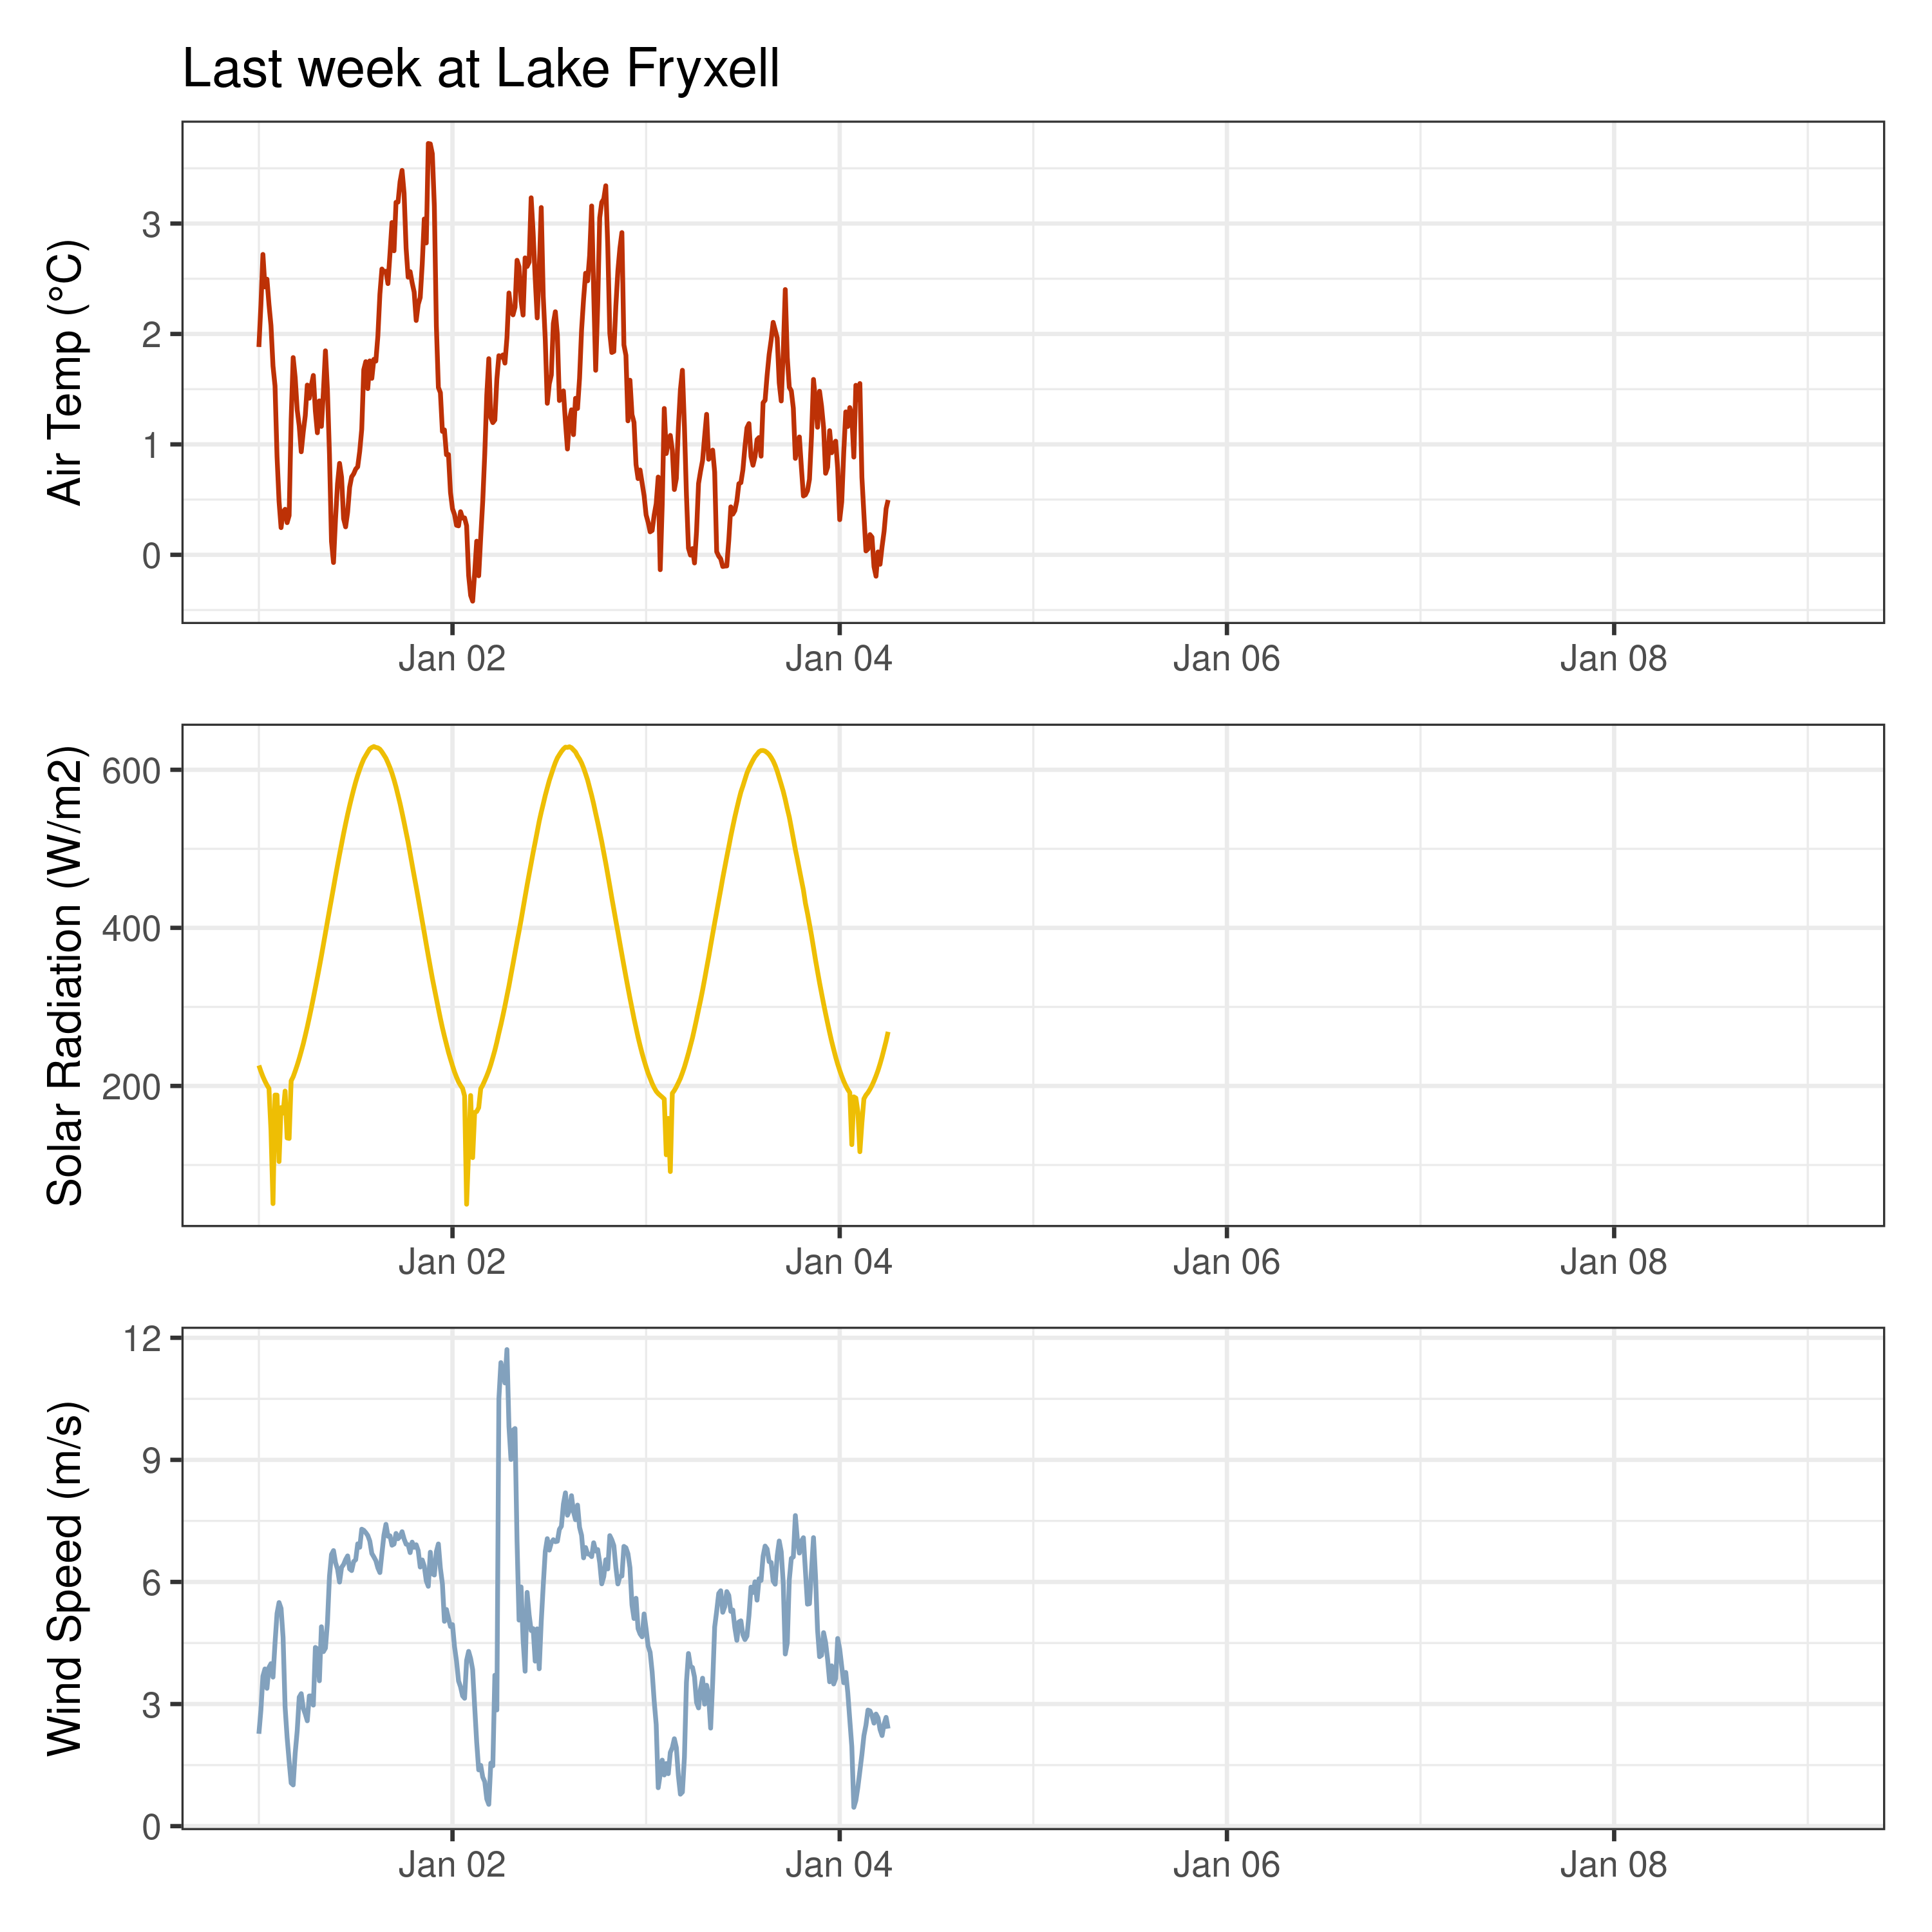 Last week at Lake Fryxell
Air Temp (°C)
3
2
1
0
Jan 02 Jan 04 Jan 06 Jan 08
Solar Radiation (W/m2)
600
400
200
Jan 02 Jan 04 Jan 06 Jan 08
Wind Speed (m/s)
12
9
6
3
0
Jan 02 Jan 04 Jan 06 Jan 08